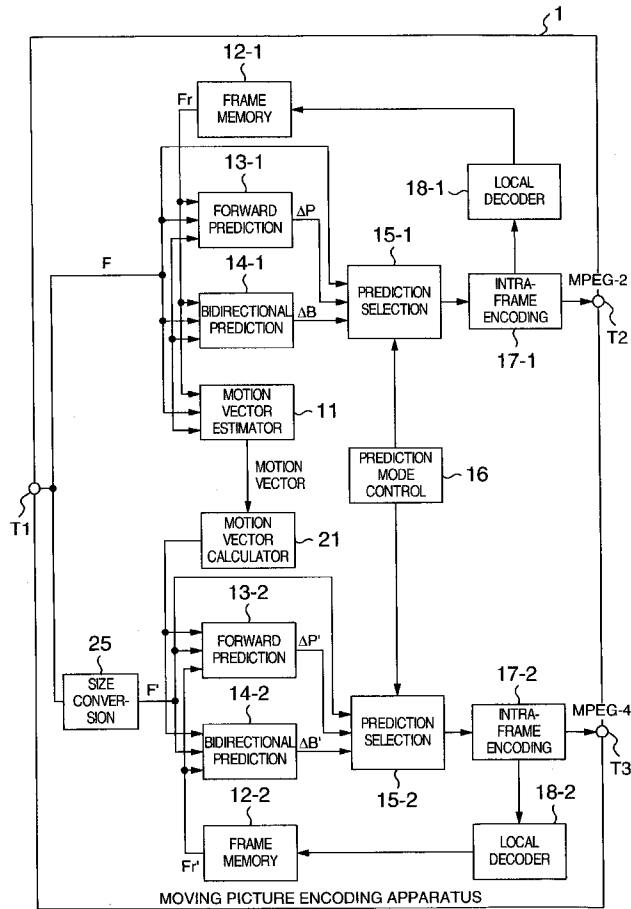 1
12-1
Fr
FRAME
MEMORY
13-1
18-1
LOCAL
DECODER
FORWARD
PREDICTION
ΔP
15-1
F
14-1
PREDICTION
SELECTION
INTRA-
FRAME
ENCODING
MPEG-2
BIDIRECTIONAL
PREDICTION
ΔB
17-1
T2
MOTION
VECTOR
ESTIMATOR
11
MOTION
VECTOR
PREDICTION
MODE
CONTROL
16
T1
MOTION
VECTOR
CALCULATOR
21
13-2
25
FORWARD
PREDICTION
ΔP'
SIZE
CONVER-
SION
F'
14-2
17-2
PREDICTION
SELECTION
INTRA-
FRAME
ENCODING
MPEG-4
BIDIRECTIONAL
PREDICTION
ΔB'
T3
15-2
12-2
18-2
Fr'
FRAME
MEMORY
LOCAL
DECODER
MOVING PICTURE ENCODING APPARATUS